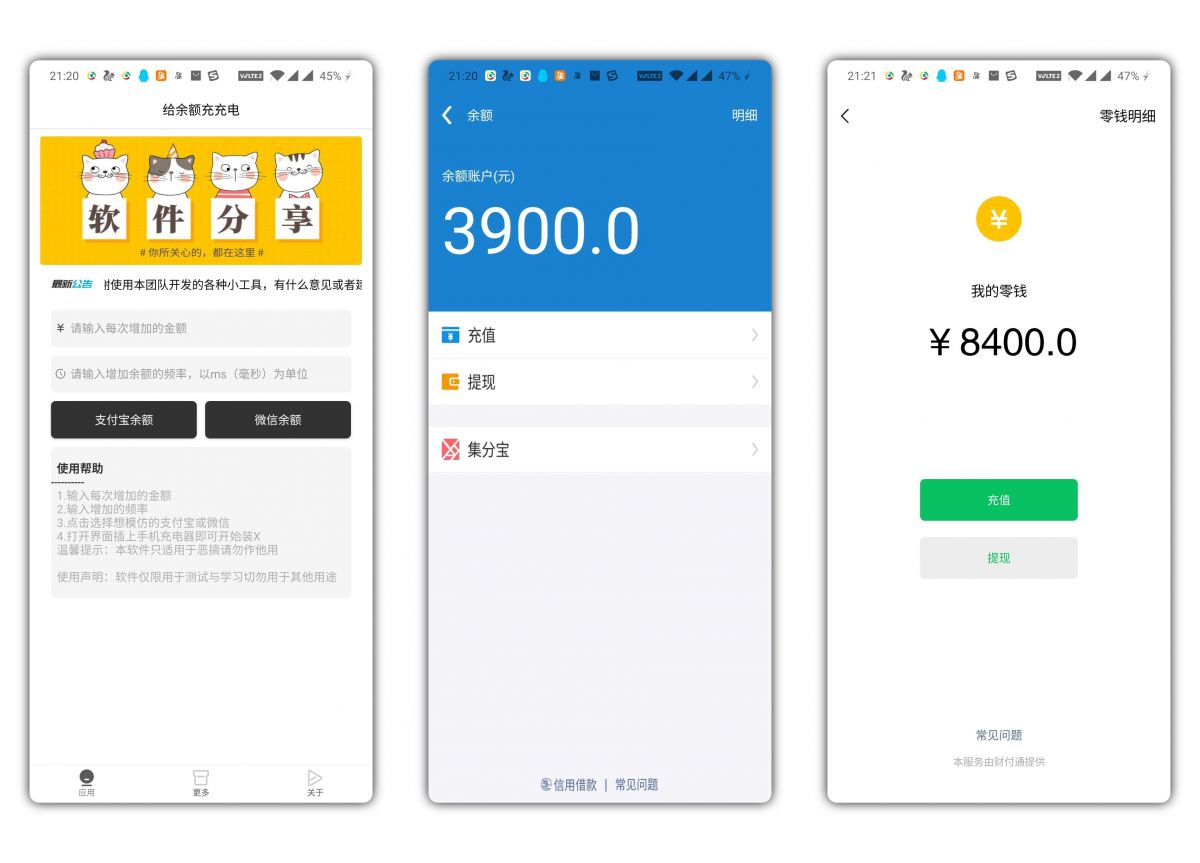 21:20
VoLTE2
45%
给余额充充电
软件分享
#你所关心的，都在这里#
最新公告 使用本团队开发的各种小工具，有什么意见或者
¥ 请输入每次增加的金额
请输入增加余额的频率，以ms（毫秒）为单位
支付宝余额 微信余额
使用帮助
----------
1.输入每次增加的金额
2.输入增加的频率
3.点击选择想模仿的支付宝或微信
4.打开界面插上手机充电器即可开始装X
温馨提示：本软件只适用于恶搞请勿作他用
使用声明：软件仅限用于测试与学习切勿用于其他用途
应用 更多 关于
21:20
VoLTE2
47%
余额 明细
余额账户(元)
3900.0
充值
提现
集分宝
信用借款 | 常见问题
21:21
VoLTE2
47%
零钱明细
¥
我的零钱
¥8400.0
充值
提现
常见问题
本服务由财付通提供